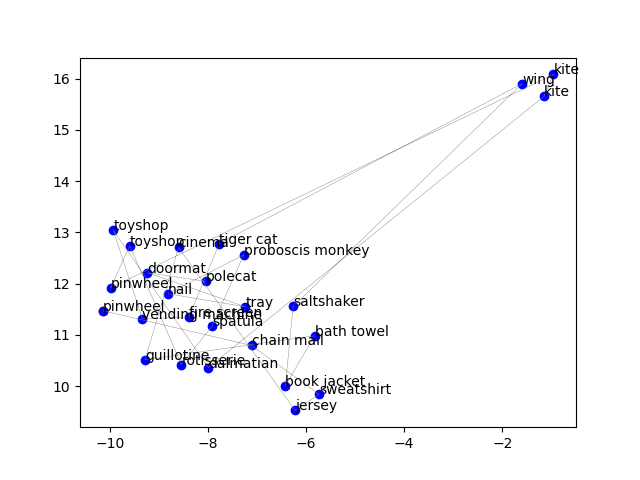 kite
wing
kite
toyshop
toyshop
cinema
tiger cat
proboscis monkey
doormat
polecat
pinwheel
nail
tray
saltshaker
pinwheel
vending machine
fire screen
spatula
bath towel
chain mail
guillotine
rotisserie
dalmatian
book jacket
sweatshirt
jersey
16
15
14
13
12
11
10
−10
−8
−6
−4
−2